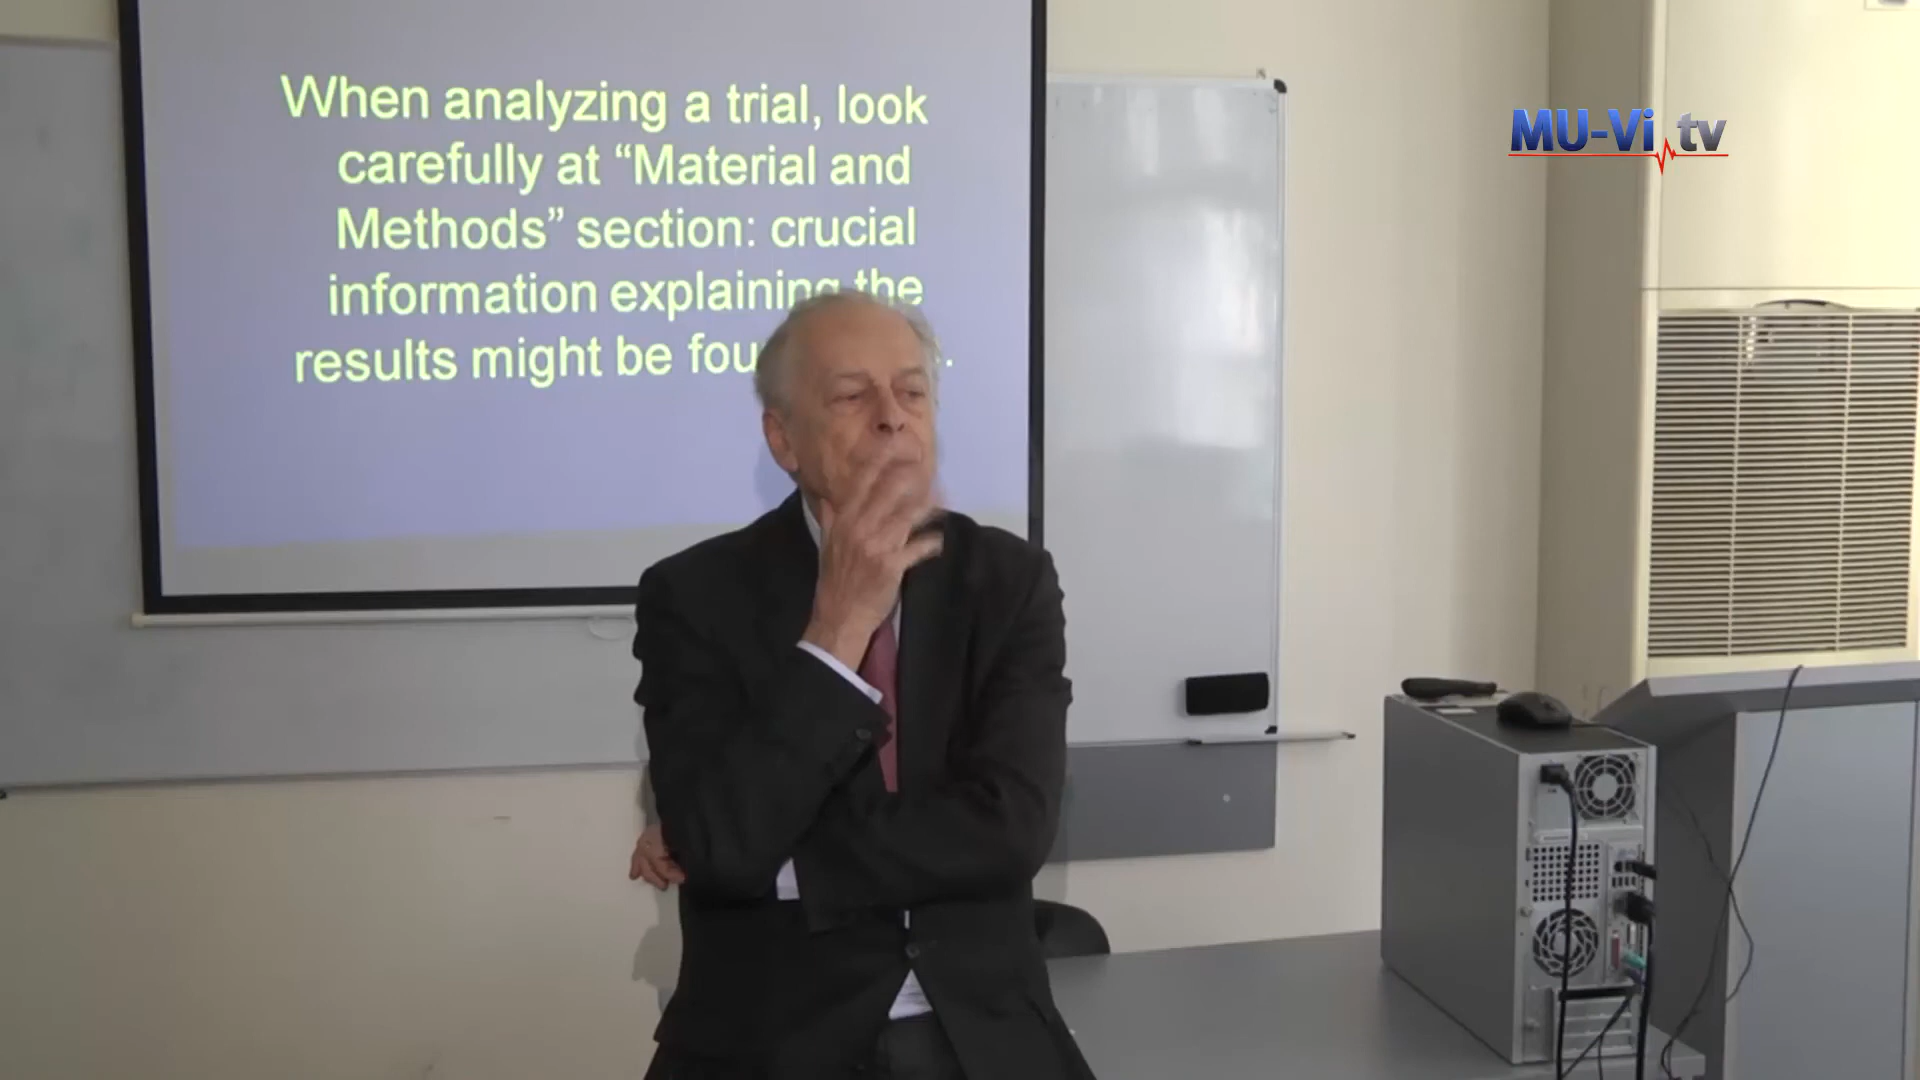 When analyzing a trial, look
carefully at “Material and
Methods” section: crucial
information explaining the
results might be
MU-Vi.tv